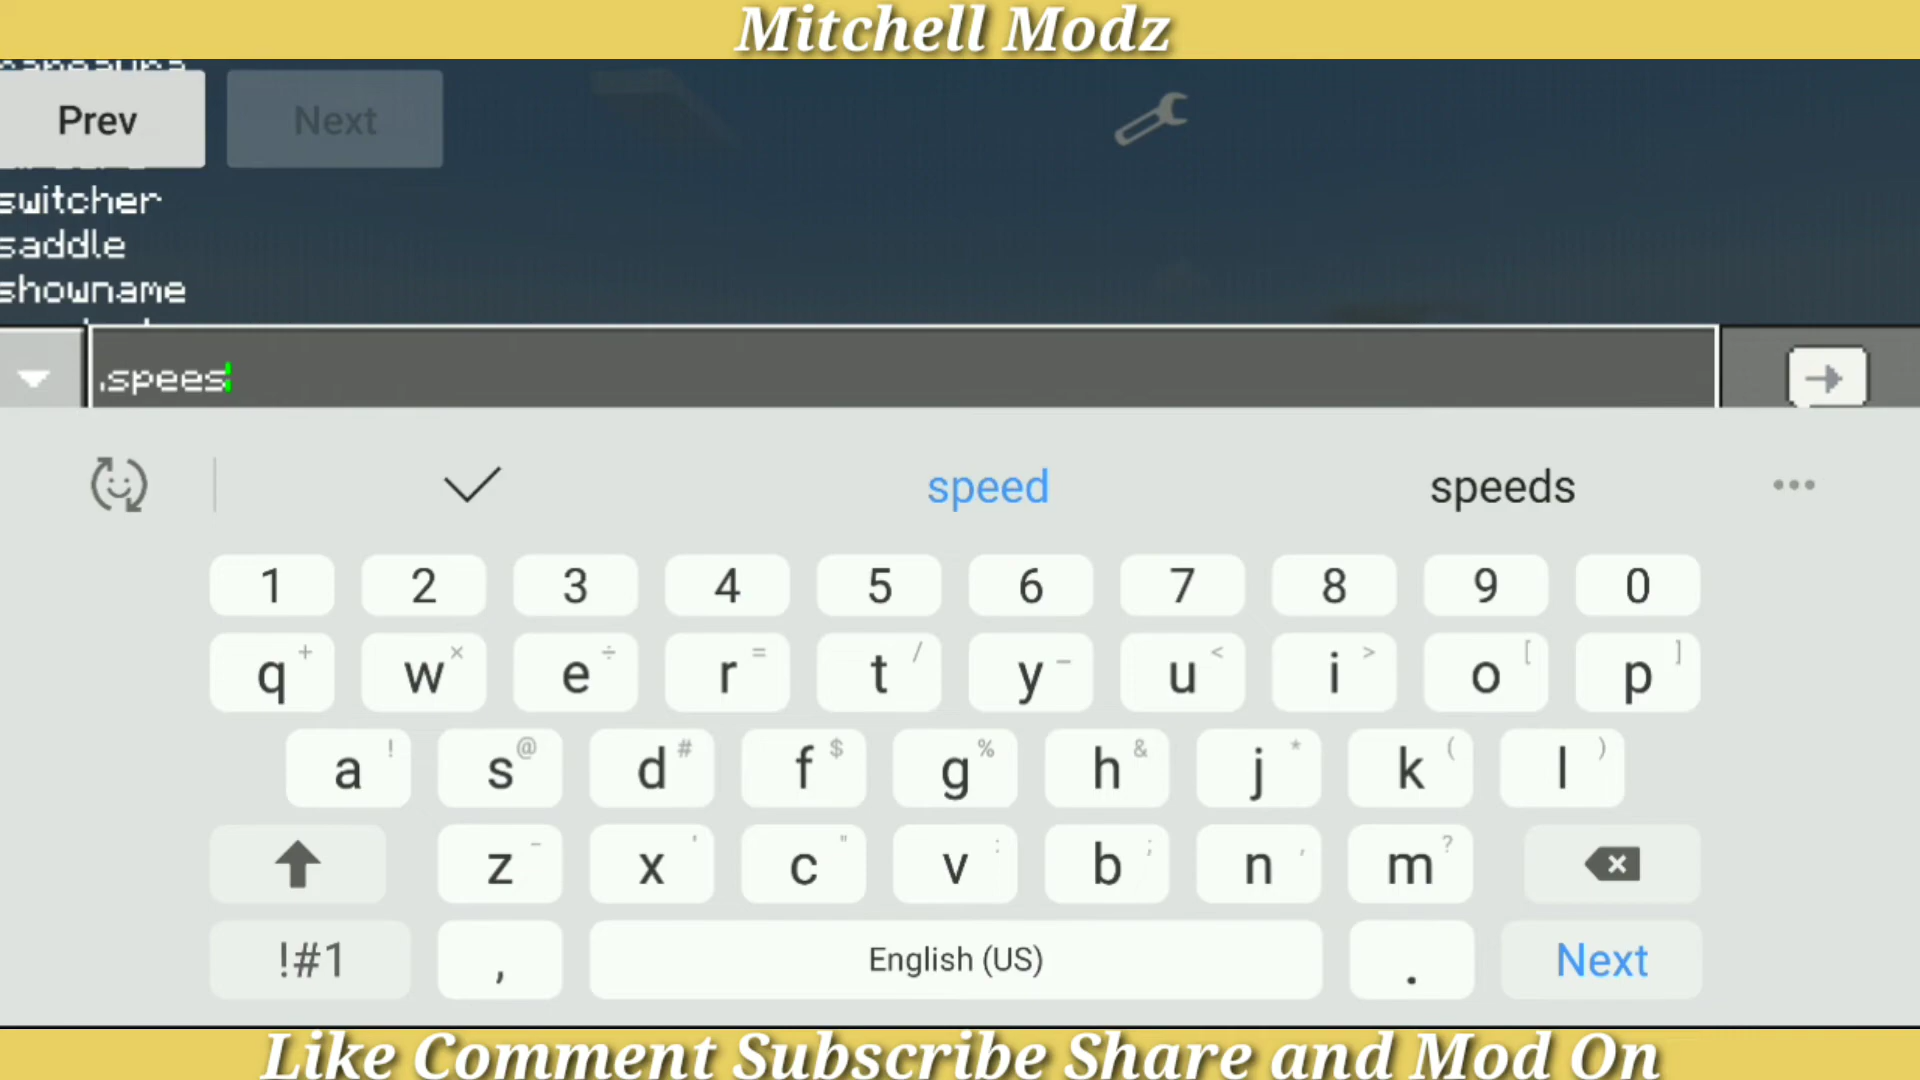 Mitchell Modz
Prev Next
switcher
saddle
showname
.spees
speed speeds •••
1 2 3 4 5 6 7 8 9 0
q + w × e ÷ r = t / y _ u < i > o [ p ]
a ! s @ d # f $ g % h & j * k ( l )
z - x ' c " v : b ; n , m ?
!#1 , English (US) . Next
Like Comment Subscribe Share and Mod On